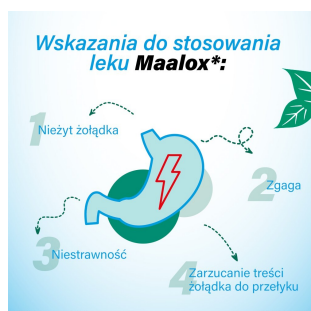 Wskazania do stosowania
leku Maalox*:
1
Nieżyt żołądka
2
Zgaga
3
Niestrawność
4
Zarzucanie treści
żołądka do przełyku